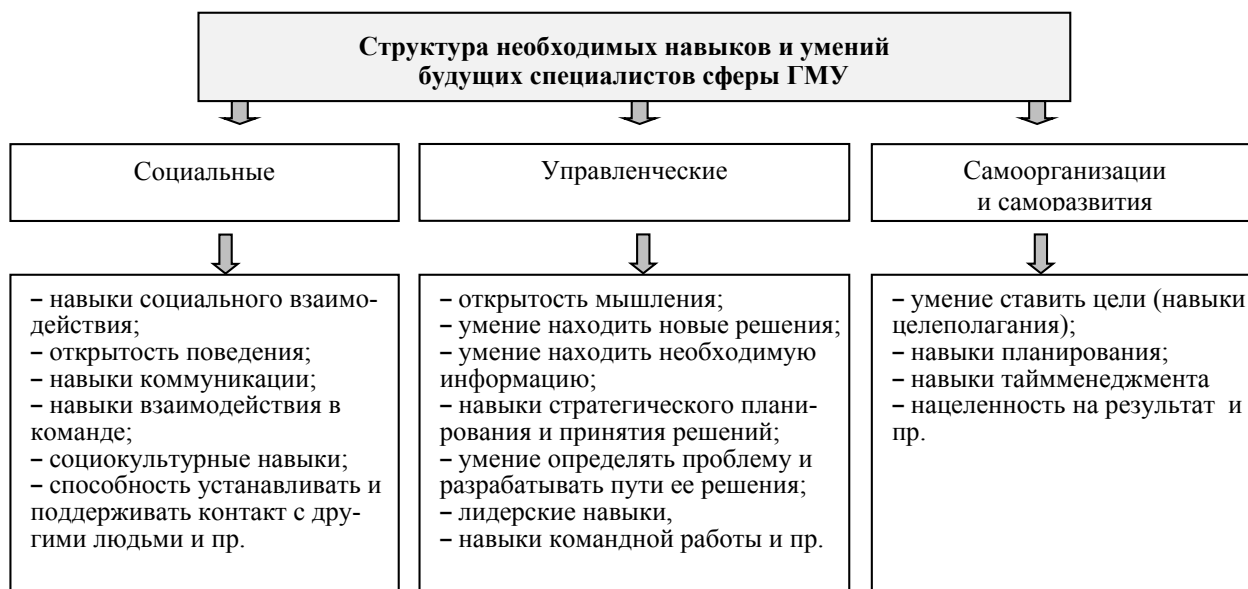 Структура необходимых навыков и умений
будущих специалистов сферы ГМУ
Социальные
Управленческие
Самоорганизации
и саморазвития
– навыки социального взаимо-
действия;
– открытость поведения;
– навыки коммуникации;
– навыки взаимодействия в
команде;
– социокультурные навыки;
– способность устанавливать и
поддерживать контакт с дру-
гими людьми и пр.
– открытость мышления;
– умение находить новые решения;
– умение находить необходимую
информацию;
– навыки стратегического плани-
рования и принятия решений;
– умение определять проблему и
разрабатывать пути ее решения;
– лидерские навыки,
– навыки командной работы и пр.
– умение ставить цели (навыки
целеполагания);
– навыки планирования;
– навыки таймменеджмента
– нацеленность на результат  и
пр.